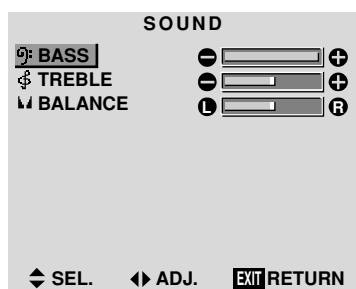 SOUND
BASS
TREBLE
BALANCE L R
SEL. ADJ. EXIT RETURN